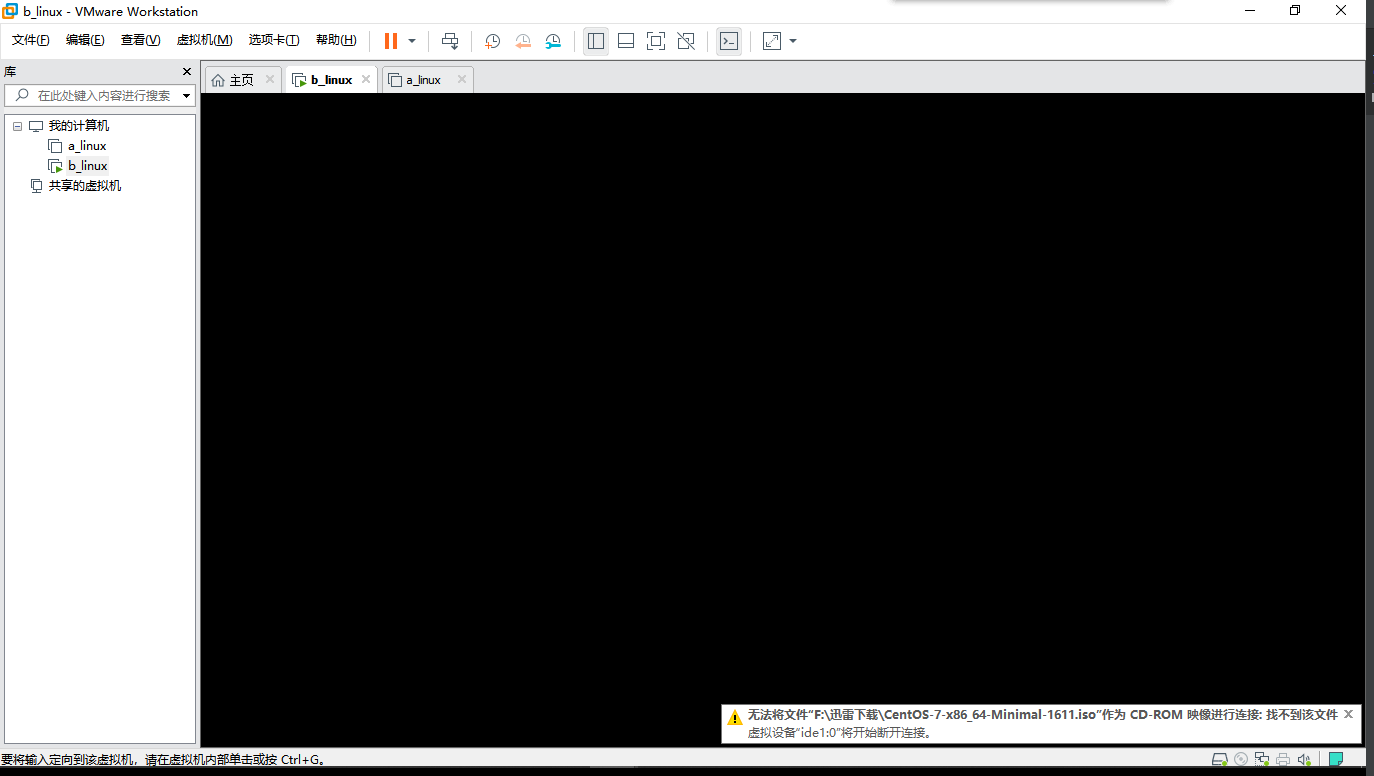 b_linux - VMware Workstation
文件(F) 编辑(E) 查看(V) 虚拟机(M) 选项卡(T) 帮助(H)
库
主页 b_linux a_linux
在此处键入内容进行搜索
我的计算机
a_linux
b_linux
共享的虚拟机
无法将文件“F:\迅雷下载\CentOS-7-x86_64-Minimal-1611.iso”作为 CD-ROM 映像进行连接: 找不到该文件
虚拟设备“ide1:0”将开始断开连接。
要将输入定向到该虚拟机，请在虚拟机内部单击或按 Ctrl+G。